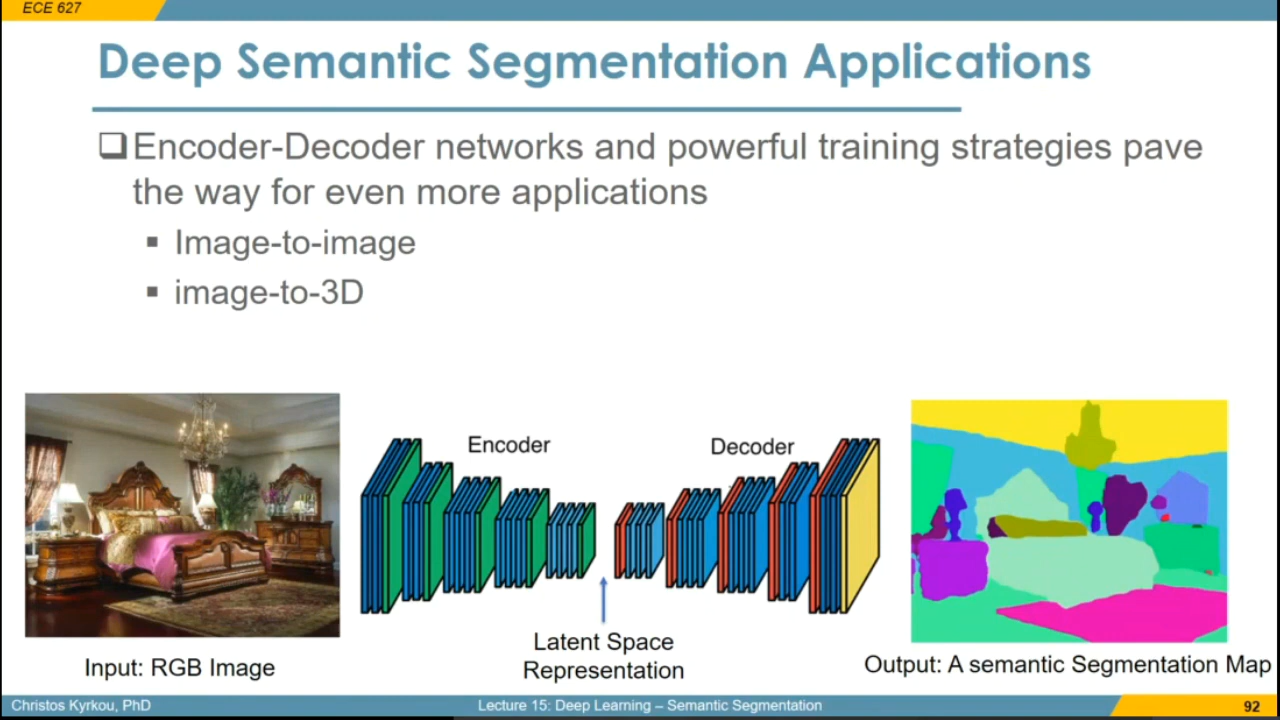 ECE 627
Deep Semantic Segmentation Applications
❑Encoder-Decoder networks and powerful training strategies pave
the way for even more applications
▪ Image-to-image
▪ image-to-3D
Encoder
Decoder
Latent Space
Representation
Input: RGB Image
Output: A semantic Segmentation Map
Christos Kyrkou, PhD
Lecture 15: Deep Learning – Semantic Segmentation
92